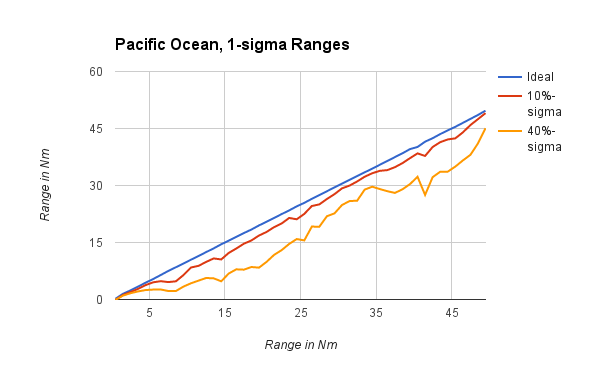 Pacific Ocean, 1-sigma Ranges
60
45
30
15
0
Range in Nm
5 15 25 35 45
Range in Nm
Ideal
10%-
sigma
40%-
sigma